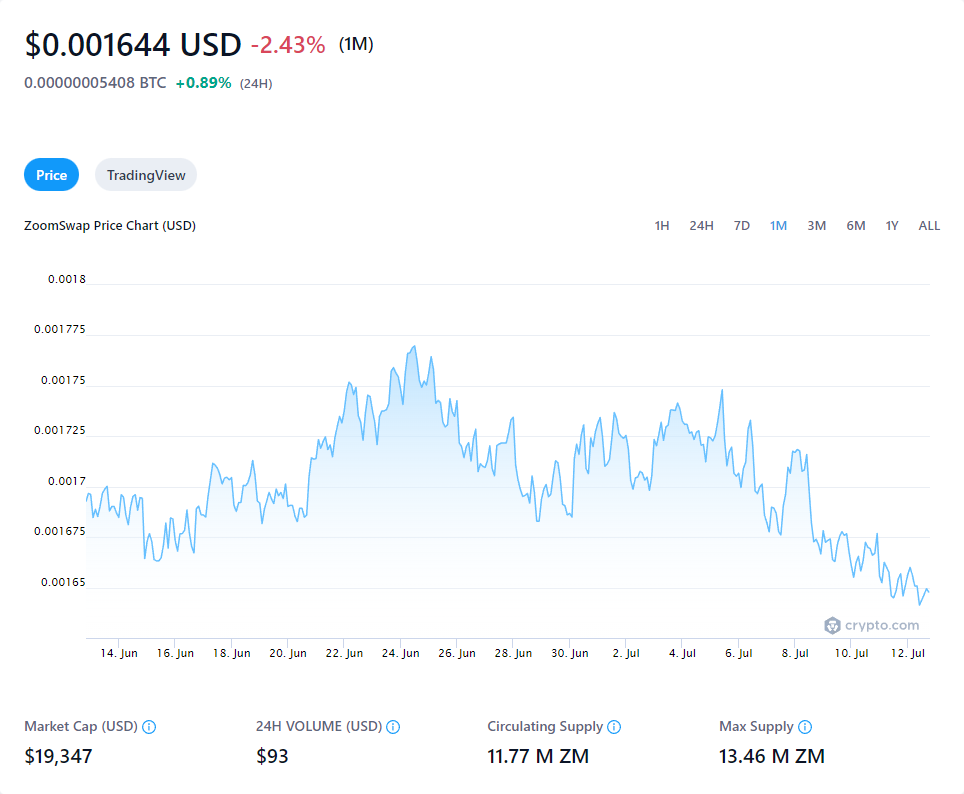 $0.001644 USD -2.43% (1M)
0.00000005408 BTC +0.89% (24H)
Price TradingView
ZoomSwap Price Chart (USD) 1H 24H 7D 1M 3M 6M 1Y ALL
0.0018
0.001775
0.00175
0.001725
0.0017
0.001675
0.00165
crypto.com
14. Jun 16. Jun 18. Jun 20. Jun 22. Jun 24. Jun 26. Jun 28. Jun 30. Jun 2. Jul 4. Jul 6. Jul 8. Jul 10. Jul 12. Jul
Market Cap (USD) 24H VOLUME (USD) Circulating Supply Max Supply
$19,347 $93 11.77 M ZM 13.46 M ZM